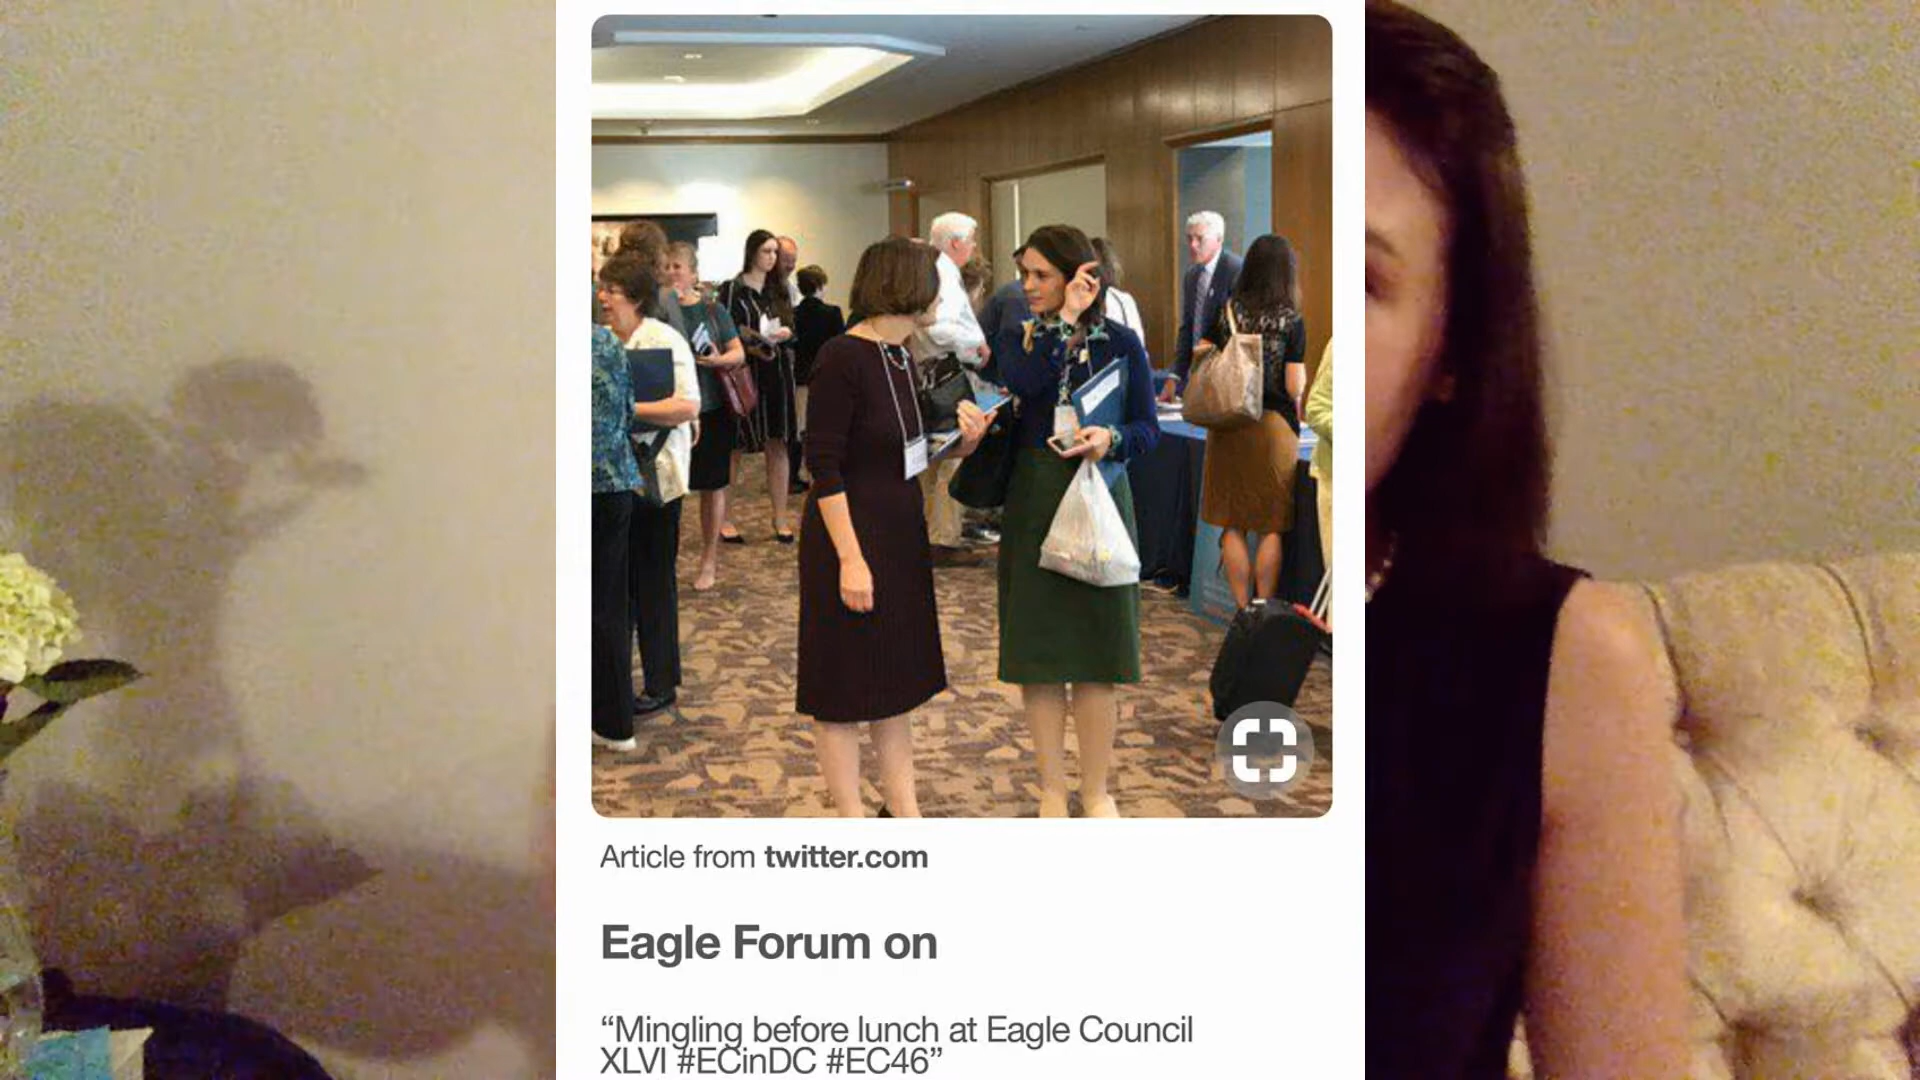 Article from twitter.com
Eagle Forum on
“Mingling before lunch at Eagle Council
XLVI #ECinDC #EC46”